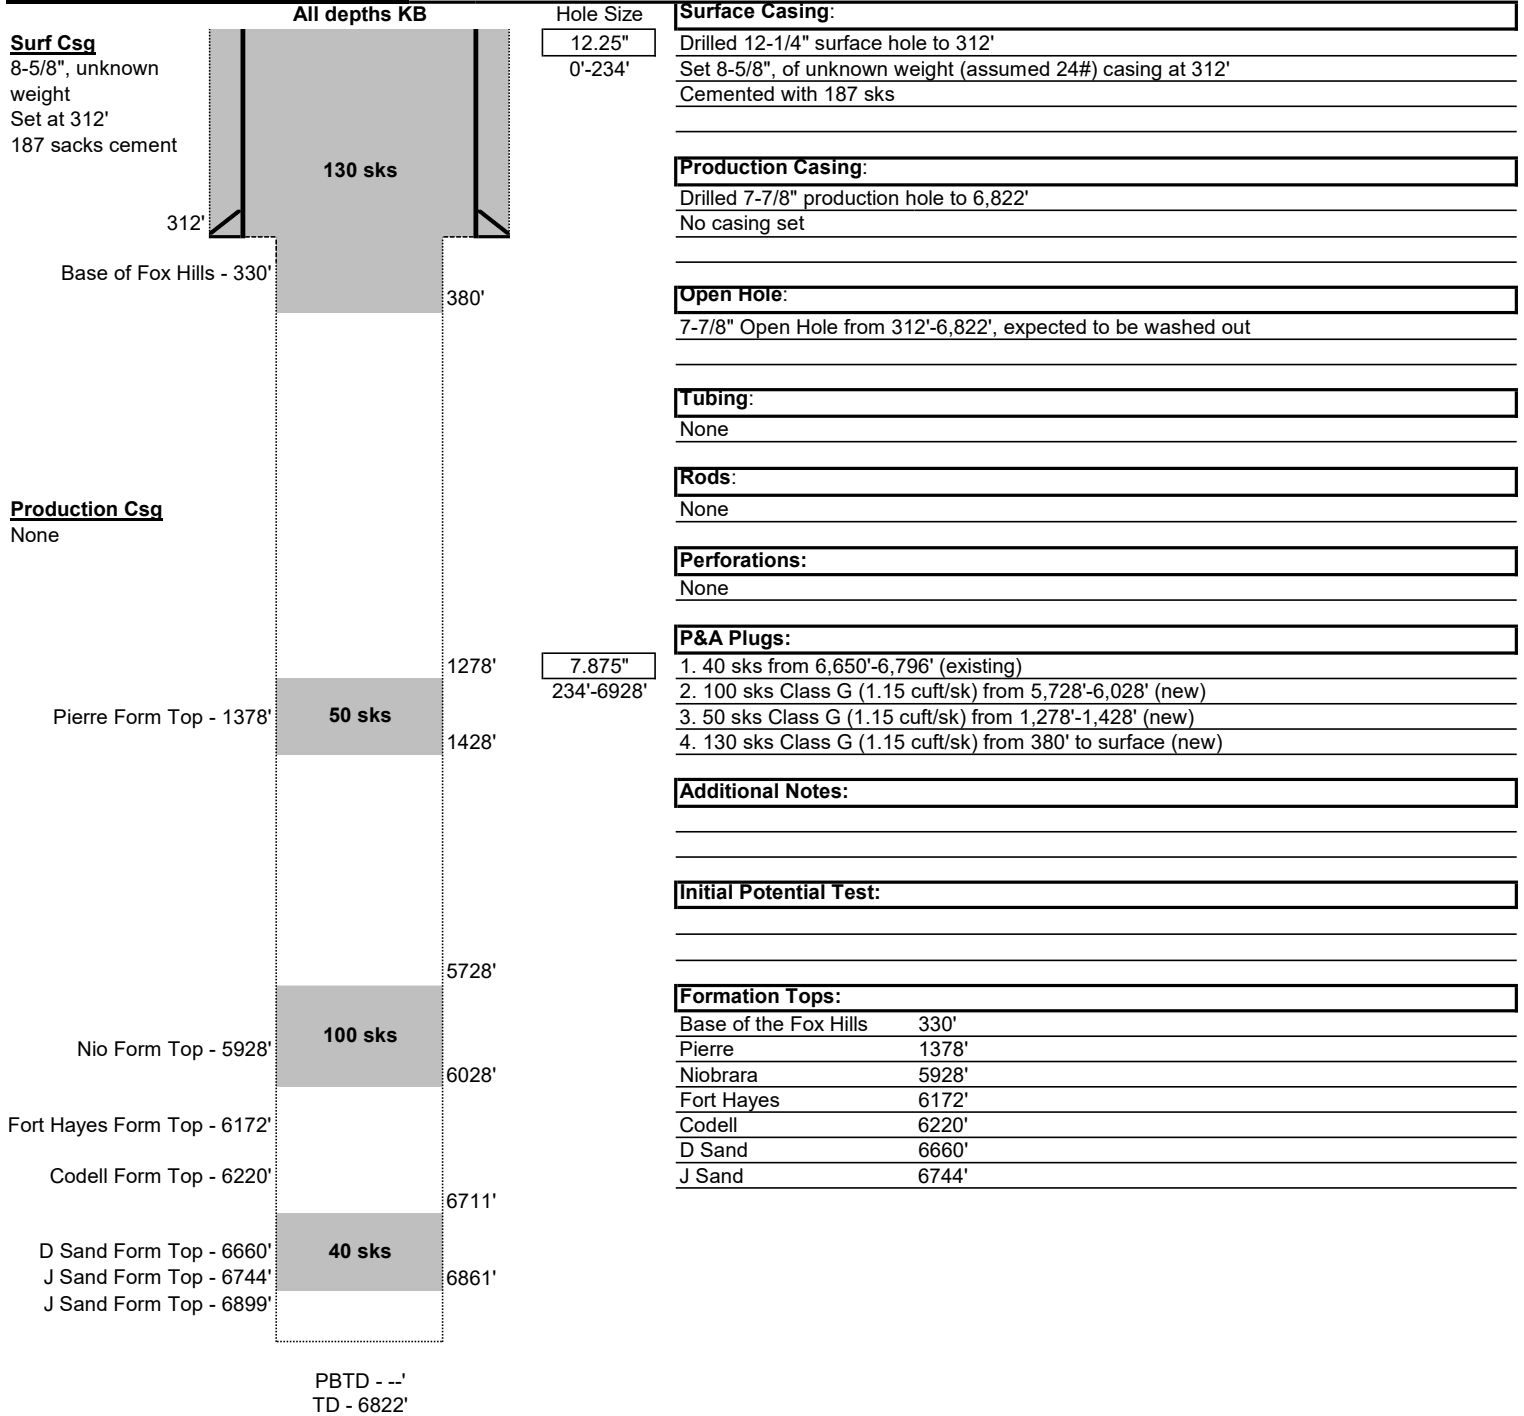 All depths KB
Hole Size
Surf Csg
8-5/8", unknown
weight
Set at 312'
187 sacks cement
12.25"
0'-234'
130 sks
312'
Base of Fox Hills - 330'
380'
Production Csg
None
1278'
7.875"
234'-6928'
Pierre Form Top - 1378'
50 sks
1428'
5728'
100 sks
Nio Form Top - 5928'
6028'
Fort Hayes Form Top - 6172'
Codell Form Top - 6220'
6711'
D Sand Form Top - 6660'
40 sks
J Sand Form Top - 6744'
6861'
J Sand Form Top - 6899'
PBTD - --'
TD - 6822'
Surface Casing:
Drilled 12-1/4" surface hole to 312'
Set 8-5/8", of unknown weight (assumed 24#) casing at 312'
Cemented with 187 sks
Production Casing:
Drilled 7-7/8" production hole to 6,822'
No casing set
Open Hole:
7-7/8" Open Hole from 312'-6,822', expected to be washed out
Tubing:
None
Rods:
None
Perforations:
None
P&A Plugs:
1. 40 sks from 6,650'-6,796' (existing)
2. 100 sks Class G (1.15 cuft/sk) from 5,728'-6,028' (new)
3. 50 sks Class G (1.15 cuft/sk) from 1,278'-1,428' (new)
4. 130 sks Class G (1.15 cuft/sk) from 380' to surface (new)
Additional Notes:
Initial Potential Test:
Formation Tops:
Base of the Fox Hills 330'
Pierre 1378'
Niobrara 5928'
Fort Hayes 6172'
Codell 6220'
D Sand 6660'
J Sand 6744'